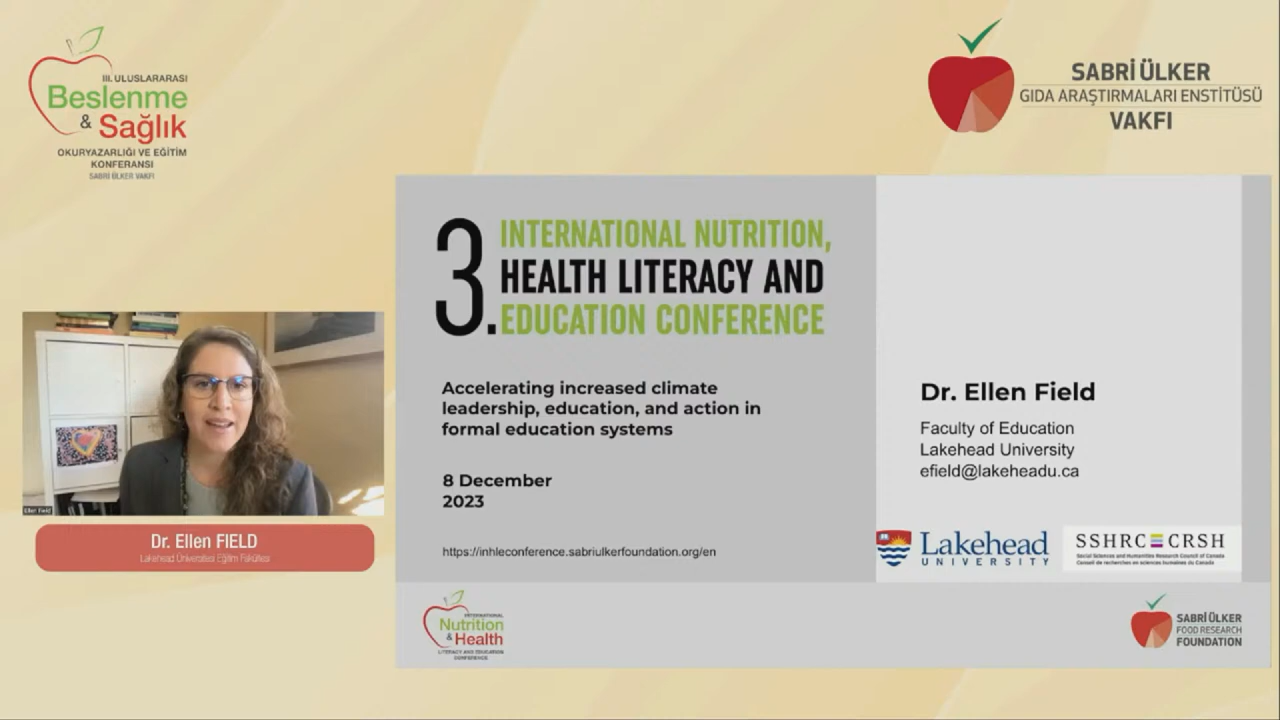 III. ULUSLARARASI
Beslenme
& Sağlık
OKURYAZARLIĞI VE EĞİTİM
KONFERANSI
SABRİ ÜLKER VAKFI
SABRİ ÜLKER
GIDA ARAŞTIRMALARI ENSTİTÜSÜ
VAKFI
3. INTERNATIONAL NUTRITION,
HEALTH LITERACY AND
EDUCATION CONFERENCE
Accelerating increased climate
leadership, education, and action in
formal education systems
8 December
2023
https://inhleconference.sabriulkerfoundation.org/en
Dr. Ellen Field
Faculty of Education
Lakehead University
efield@lakeheadu.ca
Lakehead
UNIVERSITY
SSHRC CRSH
Social Sciences and Humanities Research Council of Canada
Conseil de recherches en sciences humaines du Canada
Ellen Field
Dr. Ellen FIELD
Lakehead Üniversitesi Eğitim Fakültesi
INTERNATIONAL
Nutrition
& Health
LITERACY AND EDUCATION
CONFERENCE
SABRİ ÜLKER
FOOD RESEARCH
FOUNDATION